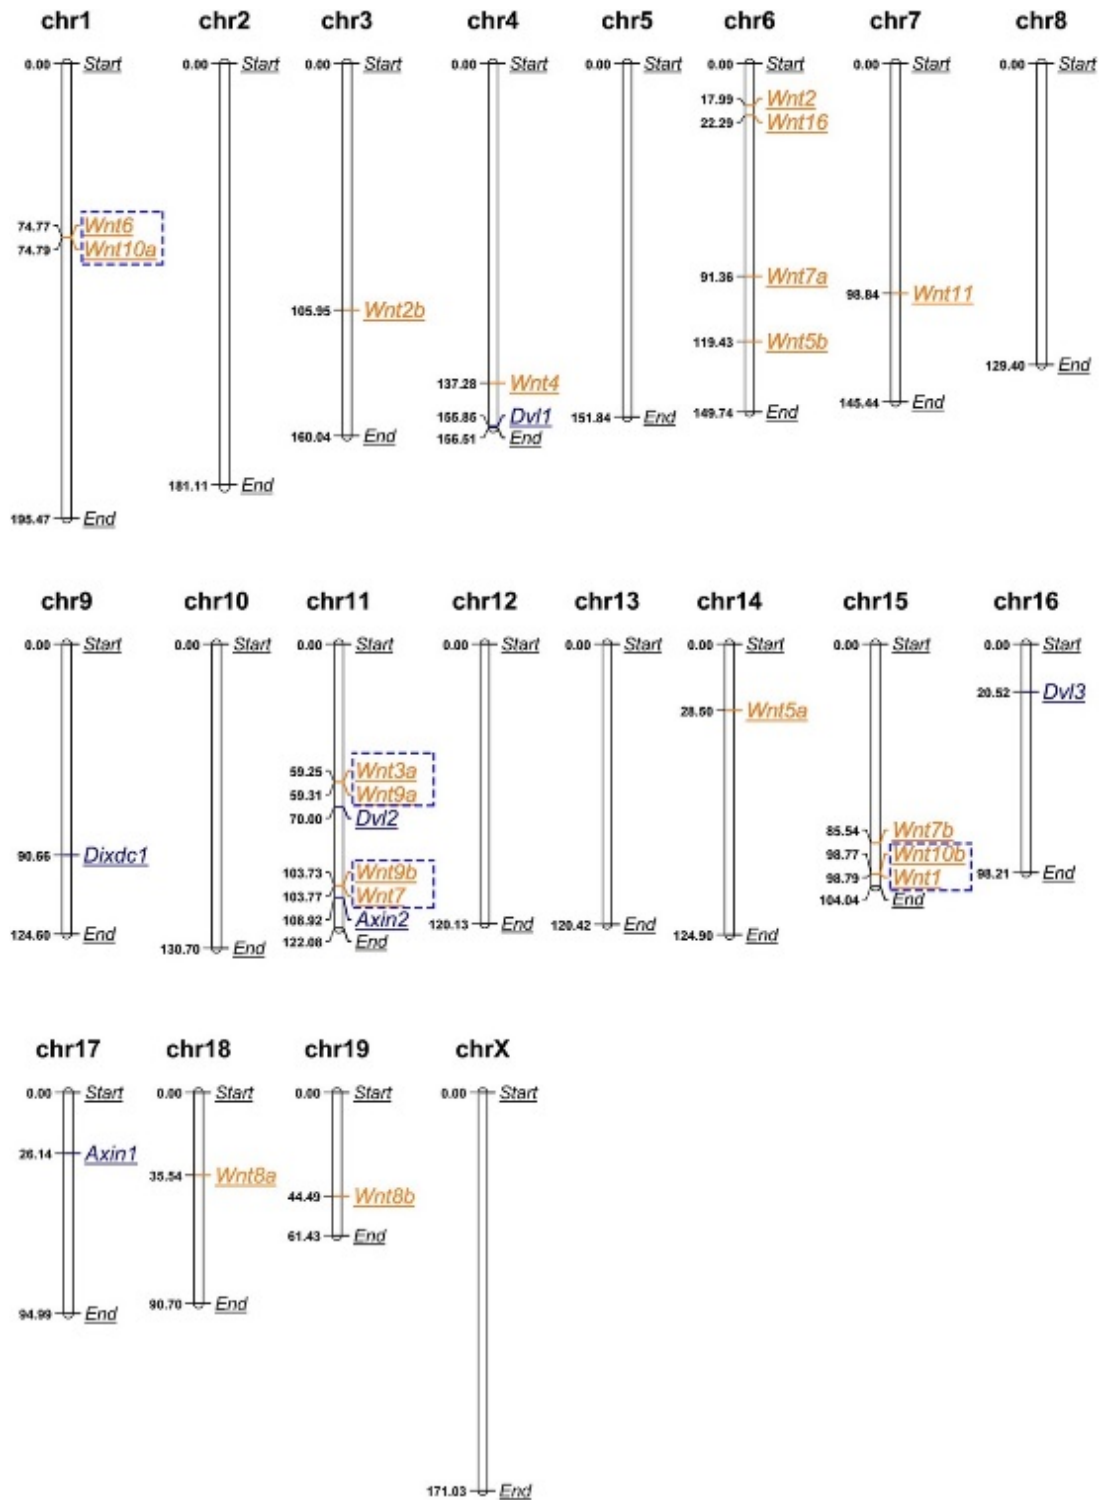 chr1 chr2 chr3 chr4 chr5 chr6 chr7 chr8
0.00 Start 0.00 Start 0.00 Start 0.00 Start 0.00 Start 0.00 Start 0.00 Start 0.00 Start
17.99 Wnt2
22.29 Wnt16
74.77 Wnt6
74.79 Wnt10a
91.36 Wnt7a
98.84 Wnt11
105.95 Wnt2b
119.43 Wnt5b
129.40 End
137.28 Wnt4
145.44 End
149.74 End
155.86 Dvl1
151.84 End
156.51 End
160.04 End
181.11 End
195.47 End
chr9 chr10 chr11 chr12 chr13 chr14 chr15 chr16
0.00 Start 0.00 Start 0.00 Start 0.00 Start 0.00 Start 0.00 Start 0.00 Start 0.00 Start
20.52 Dvl3
28.50 Wnt5a
59.25 Wnt3a
59.31 Wnt9a
70.00 Dvl2
85.54 Wnt7b
90.66 Dixdc1
98.77 Wnt10b
103.73 Wnt9b
98.21 End
98.79 Wnt1
103.77 Wnt7
104.04 End
108.92 Axin2
120.13 End
120.42 End
124.60 End
124.90 End
122.08 End
130.70 End
chr17 chr18 chr19 chrX
0.00 Start 0.00 Start 0.00 Start 0.00 Start
26.14 Axin1
35.54 Wnt8a
44.49 Wnt8b
61.43 End
90.70 End
94.99 End
171.03 End